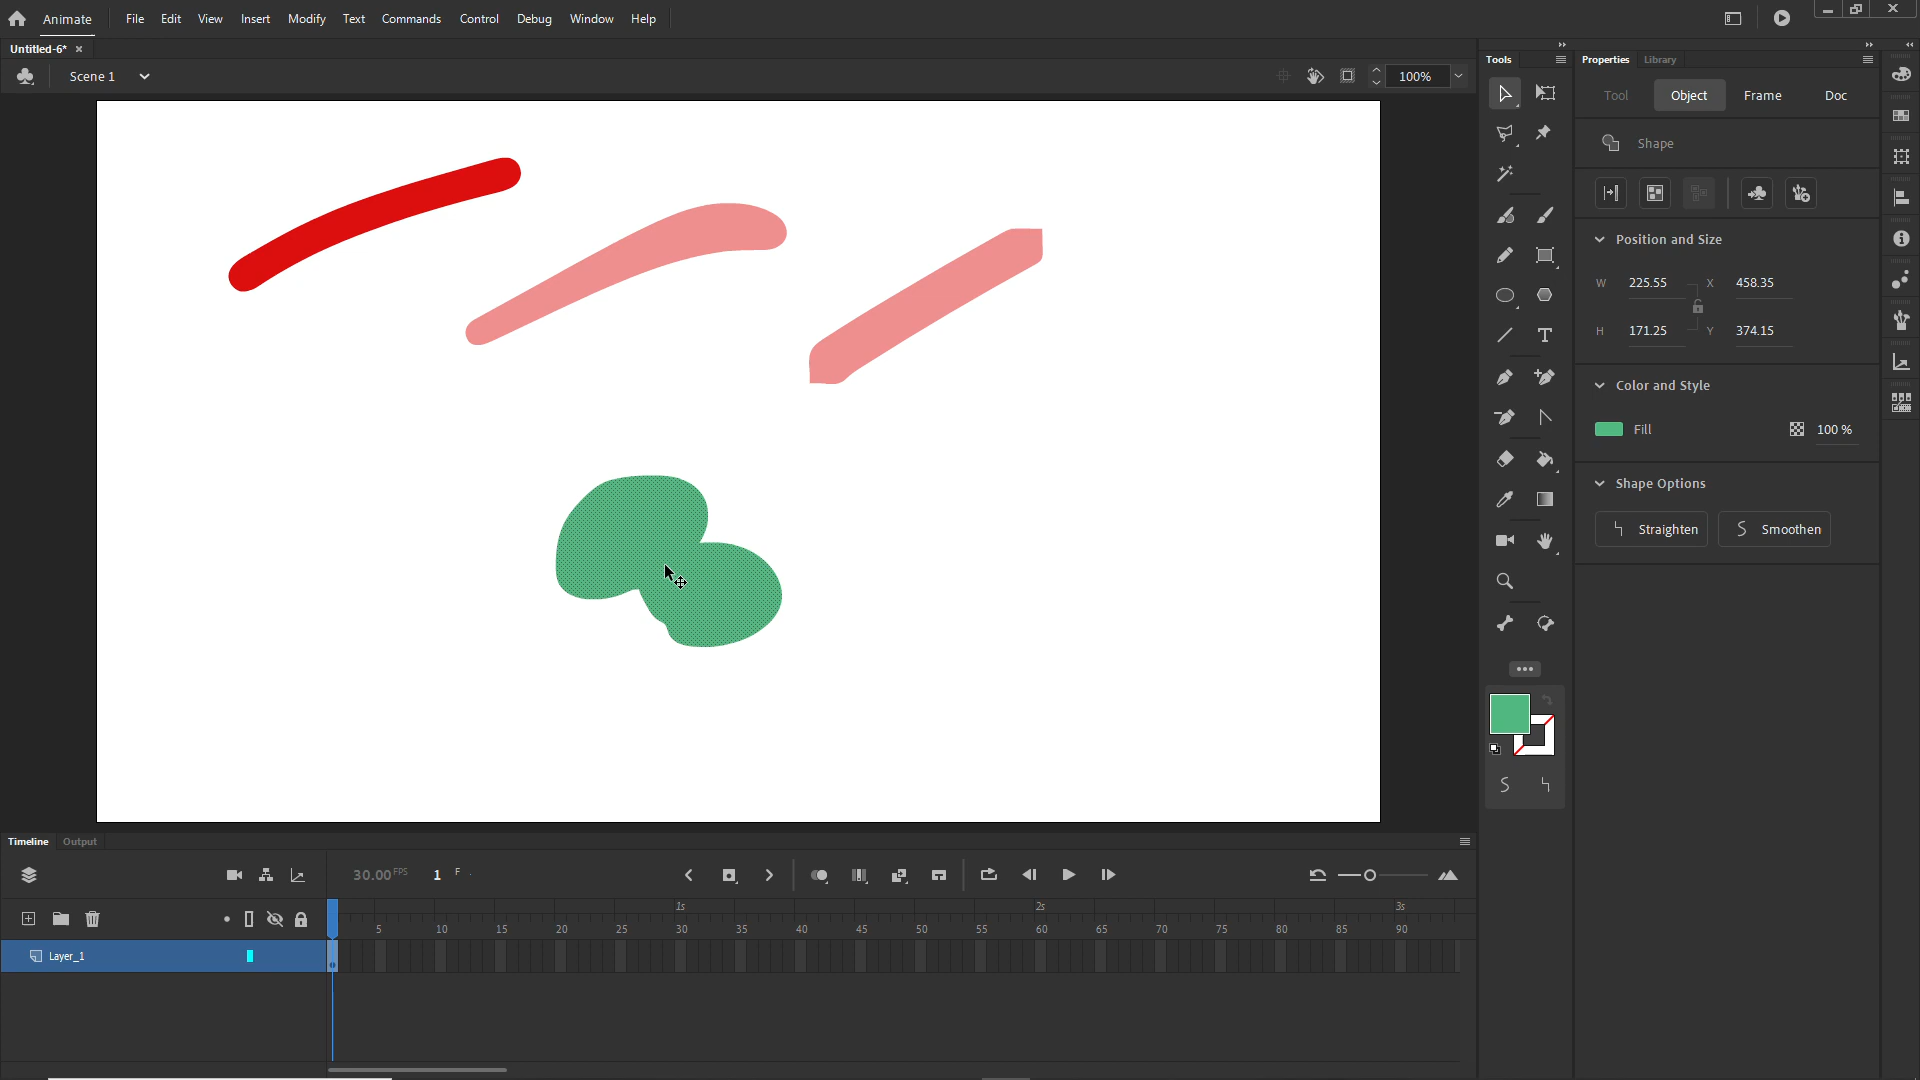 Animate File Edit View Insert Modify Text Commands Control Debug Window Help
Untitled-6*
Scene 1 100%
Tools
Properties Library
Tool Object Frame Doc
Shape
Position and Size
W 225.55 X 458.35
H 171.25 Y 374.15
Color and Style
Fill 100 %
Shape Options
Straighten Smoothen
Timeline Output
30.00 FPS 1 F
1s 2s 3s
5 10 15 20 25 30 35 40 45 50 55 60 65 70 75 80 85 90
Layer_1